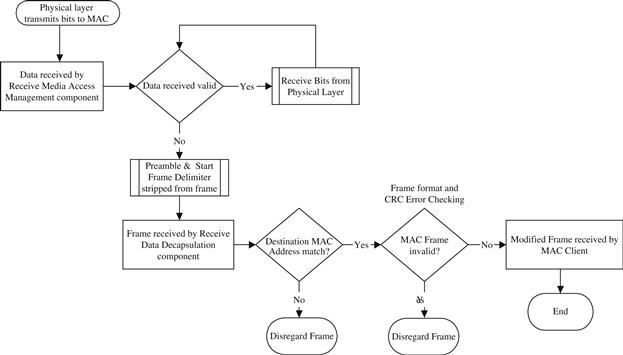 Physical layer
transmits bits to MAC
Data received by
Receive Media Access
Management component
Data received valid
Yes
Receive Bits from
Physical Layer
No
Preamble & Start
Frame Delimiter
stripped from frame
Frame received by Receive
Data Decapsulation
component
Destination MAC
Address match?
Yes
Frame format and
CRC Error Checking
MAC Frame
invalid?
No
Modified Frame received by
MAC Client
No
Yes
End
Disregard Frame
Disregard Frame